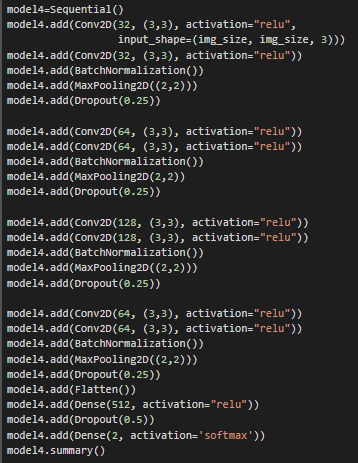 model4=Sequential()
model4.add(Conv2D(32, (3,3), activation="relu",
                 input_shape=(img_size, img_size, 3)))
model4.add(Conv2D(32, (3,3), activation="relu"))
model4.add(BatchNormalization())
model4.add(MaxPooling2D((2,2)))
model4.add(Dropout(0.25))

model4.add(Conv2D(64, (3,3), activation="relu"))
model4.add(Conv2D(64, (3,3), activation="relu"))
model4.add(BatchNormalization())
model4.add(MaxPooling2D(2,2))
model4.add(Dropout(0.25))

model4.add(Conv2D(128, (3,3), activation="relu"))
model4.add(Conv2D(128, (3,3), activation="relu"))
model4.add(BatchNormalization())
model4.add(MaxPooling2D((2,2)))
model4.add(Dropout(0.25))

model4.add(Conv2D(64, (3,3), activation="relu"))
model4.add(Conv2D(64, (3,3), activation="relu"))
model4.add(BatchNormalization())
model4.add(MaxPooling2D((2,2)))
model4.add(Dropout(0.25))
model4.add(Flatten())
model4.add(Dense(512, activation="relu"))
model4.add(Dropout(0.5))
model4.add(Dense(2, activation='softmax'))
model4.summary()